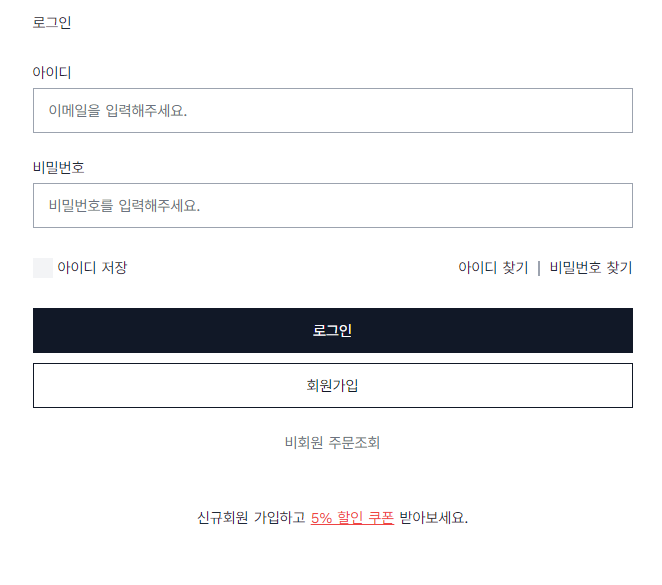 로그인
아이디
이메일을 입력해주세요.
비밀번호
비밀번호를 입력해주세요.
아이디 저장
아이디 찾기 | 비밀번호 찾기
로그인
회원가입
비회원 주문조회
신규회원 가입하고 5% 할인 쿠폰 받아보세요.